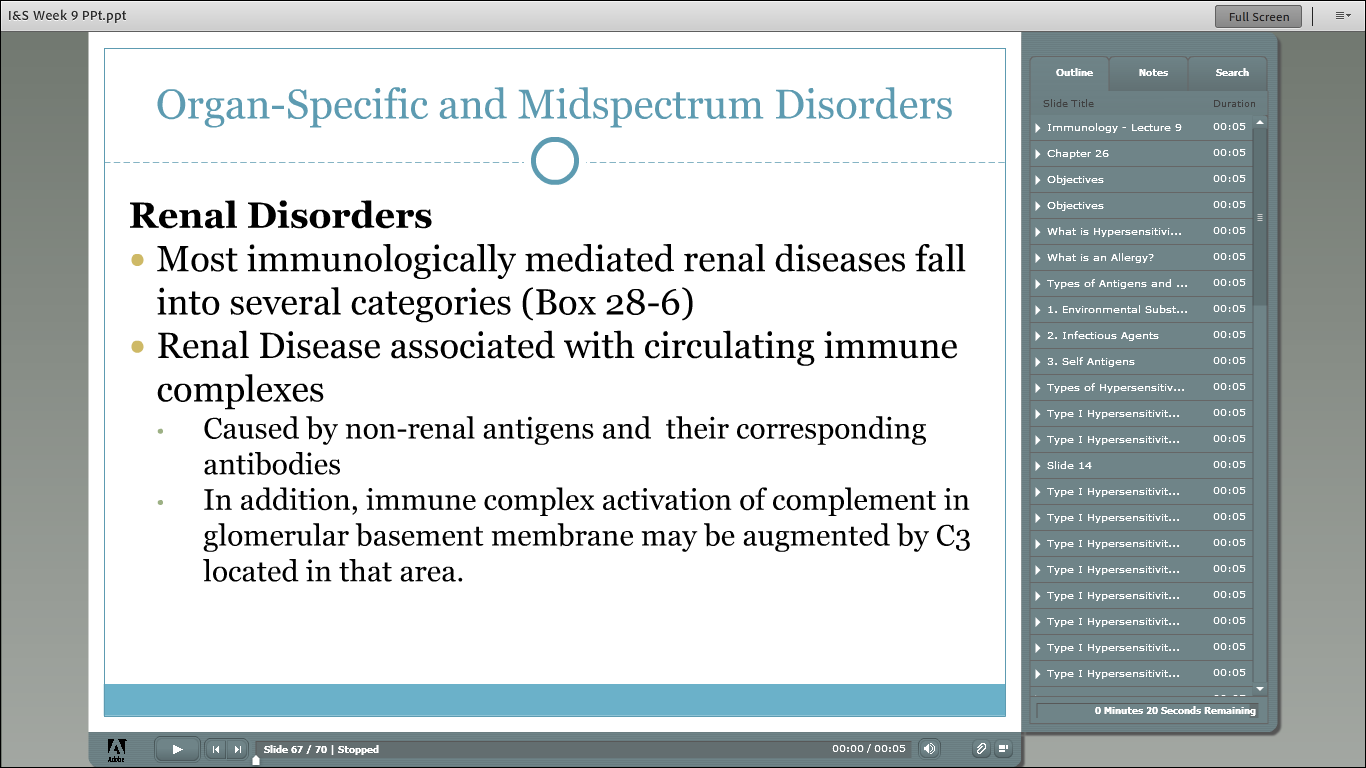 I&S Week 9 PPt.ppt
Full Screen
Organ-Specific and Midspectrum Disorders
Renal Disorders
Most immunologically mediated renal diseases fall
into several categories (Box 28-6)
Renal Disease associated with circulating immune
complexes
Caused by non-renal antigens and  their corresponding
antibodies
In addition, immune complex activation of complement in
glomerular basement membrane may be augmented by C3
located in that area.
Outline Notes Search
Slide Title Duration
Immunology - Lecture 9 00:05
Chapter 26 00:05
Objectives 00:05
Objectives 00:05
What is Hypersensitivi... 00:05
What is an Allergy? 00:05
Types of Antigens and ... 00:05
1. Environmental Subst... 00:05
2. Infectious Agents 00:05
3. Self Antigens 00:05
Types of Hypersensitiv... 00:05
Type I Hypersensitivit... 00:05
Type I Hypersensitivit... 00:05
Slide 14 00:05
Type I Hypersensitivit... 00:05
Type I Hypersensitivit... 00:05
Type I Hypersensitivit... 00:05
Type I Hypersensitivit... 00:05
Type I Hypersensitivit... 00:05
Type I Hypersensitivit... 00:05
Type I Hypersensitivit... 00:05
Type I Hypersensitivit... 00:05
0 Minutes 20 Seconds Remaining
Adobe
Slide 67 / 70 | Stopped
00:00 / 00:05